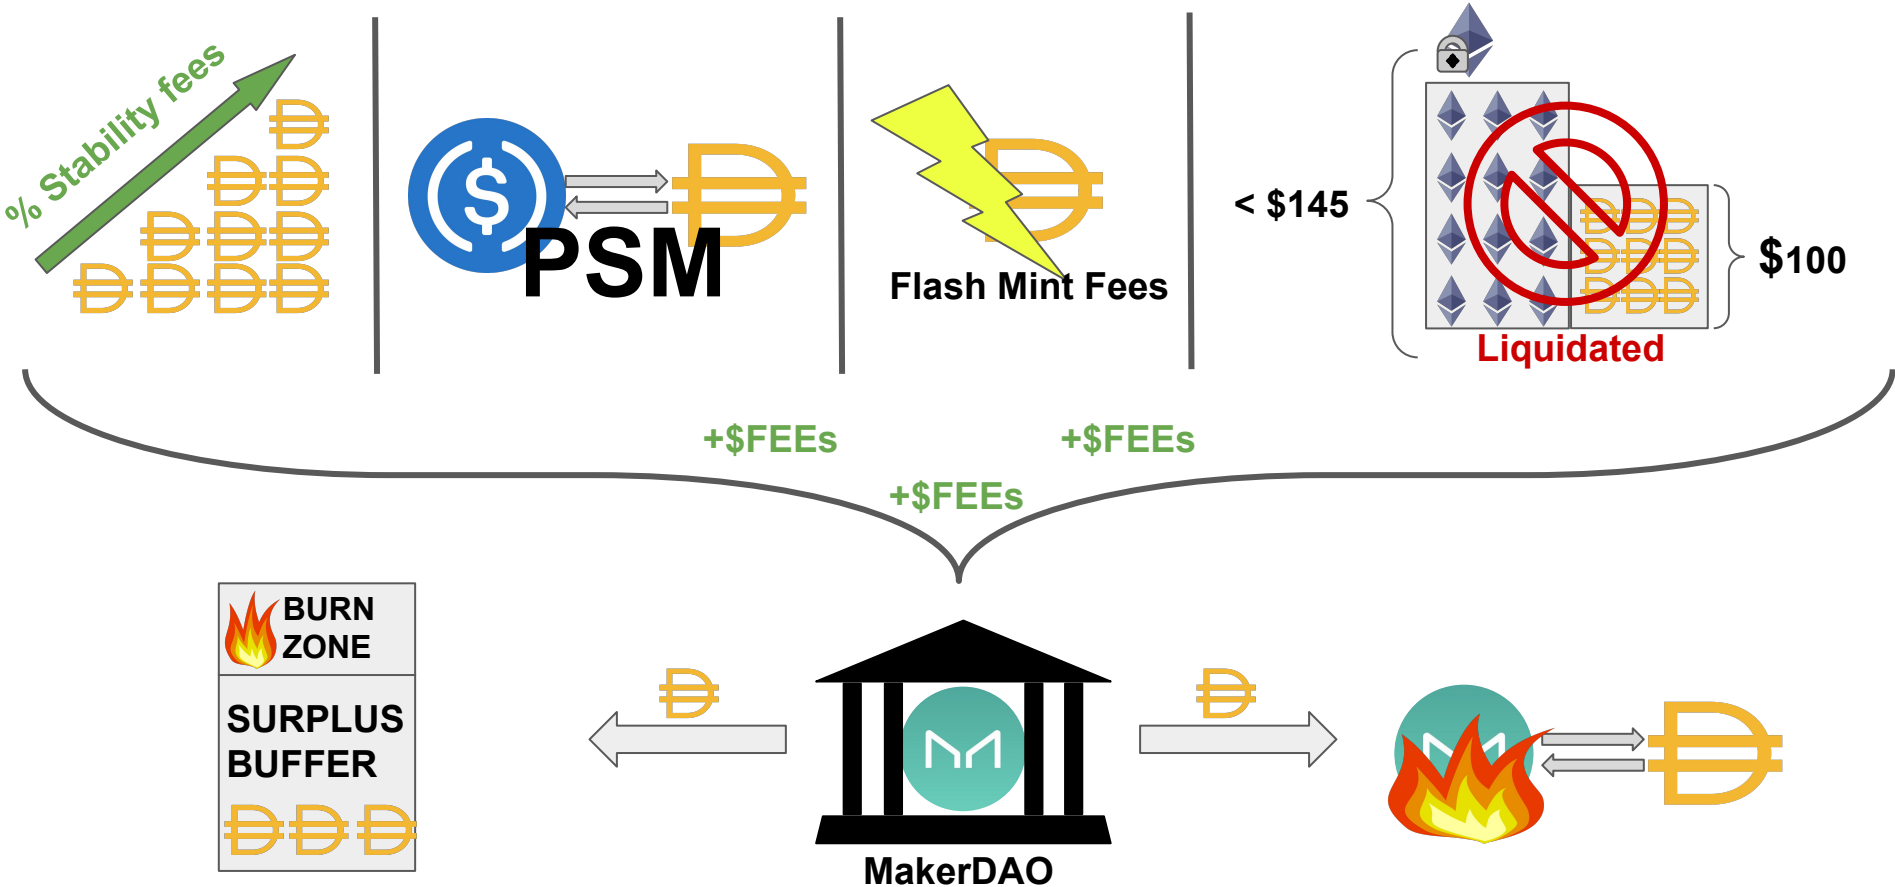 % Stability fees
PSM
Flash Mint Fees
< $145
$100
Liquidated
+$FEEs
+$FEEs
+$FEEs
BURN
ZONE
SURPLUS
BUFFER
MakerDAO